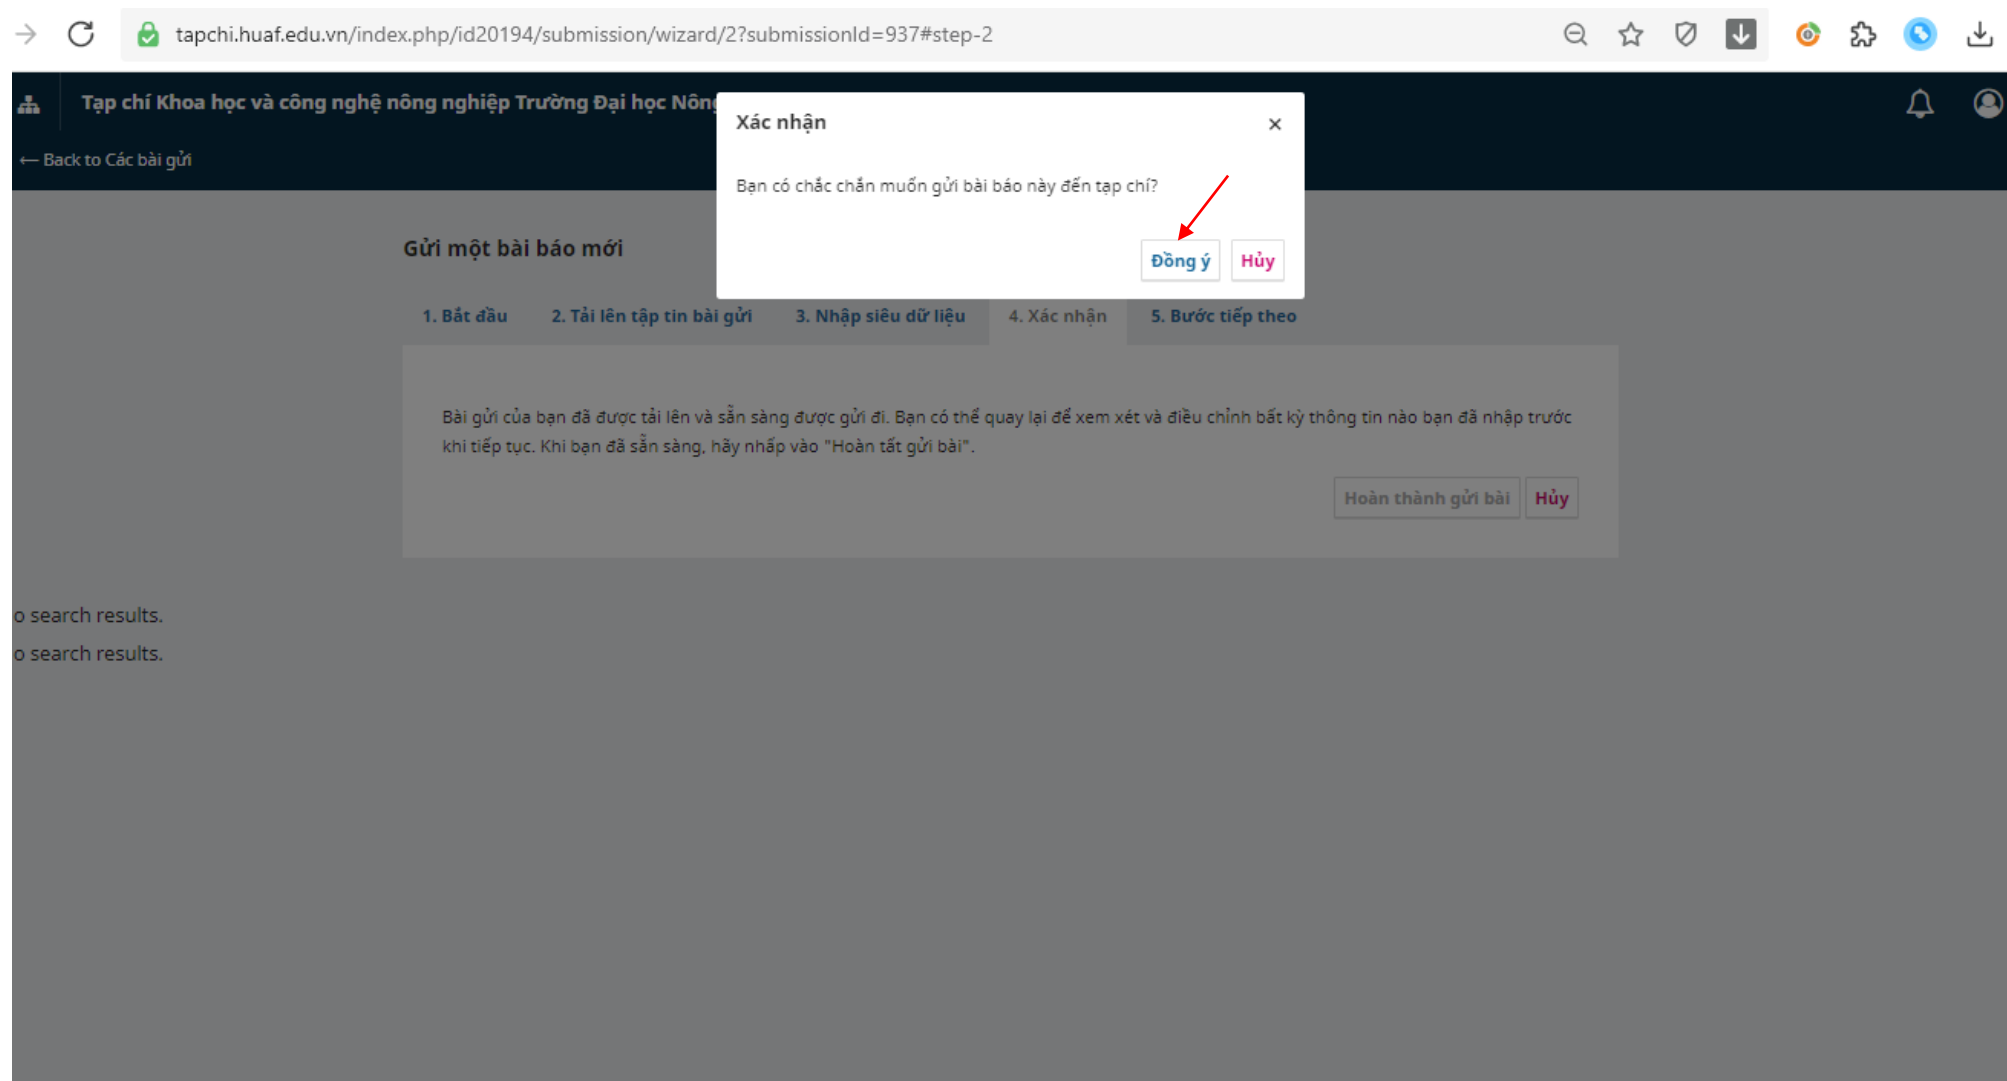 tapchi.huaf.edu.vn/index.php/id20194/submission/wizard/2?submissionId=937#step-2
Tạp chí Khoa học và công nghệ nông nghiệp Trường Đại học Nông
← Back to Các bài gửi
Xác nhận
×
Bạn có chắc chắn muốn gửi bài báo này đến tạp chí?
Đồng ý Hủy
Gửi một bài báo mới
1. Bắt đầu 2. Tải lên tập tin bài gửi 3. Nhập siêu dữ liệu 4. Xác nhận 5. Bước tiếp theo
Bài gửi của bạn đã được tải lên và sẵn sàng được gửi đi. Bạn có thể quay lại để xem xét và điều chỉnh bất kỳ thông tin nào bạn đã nhập trước
khi tiếp tục. Khi bạn đã sẵn sàng, hãy nhấp vào "Hoàn tất gửi bài".
Hoàn thành gửi bài Hủy
o search results.
o search results.